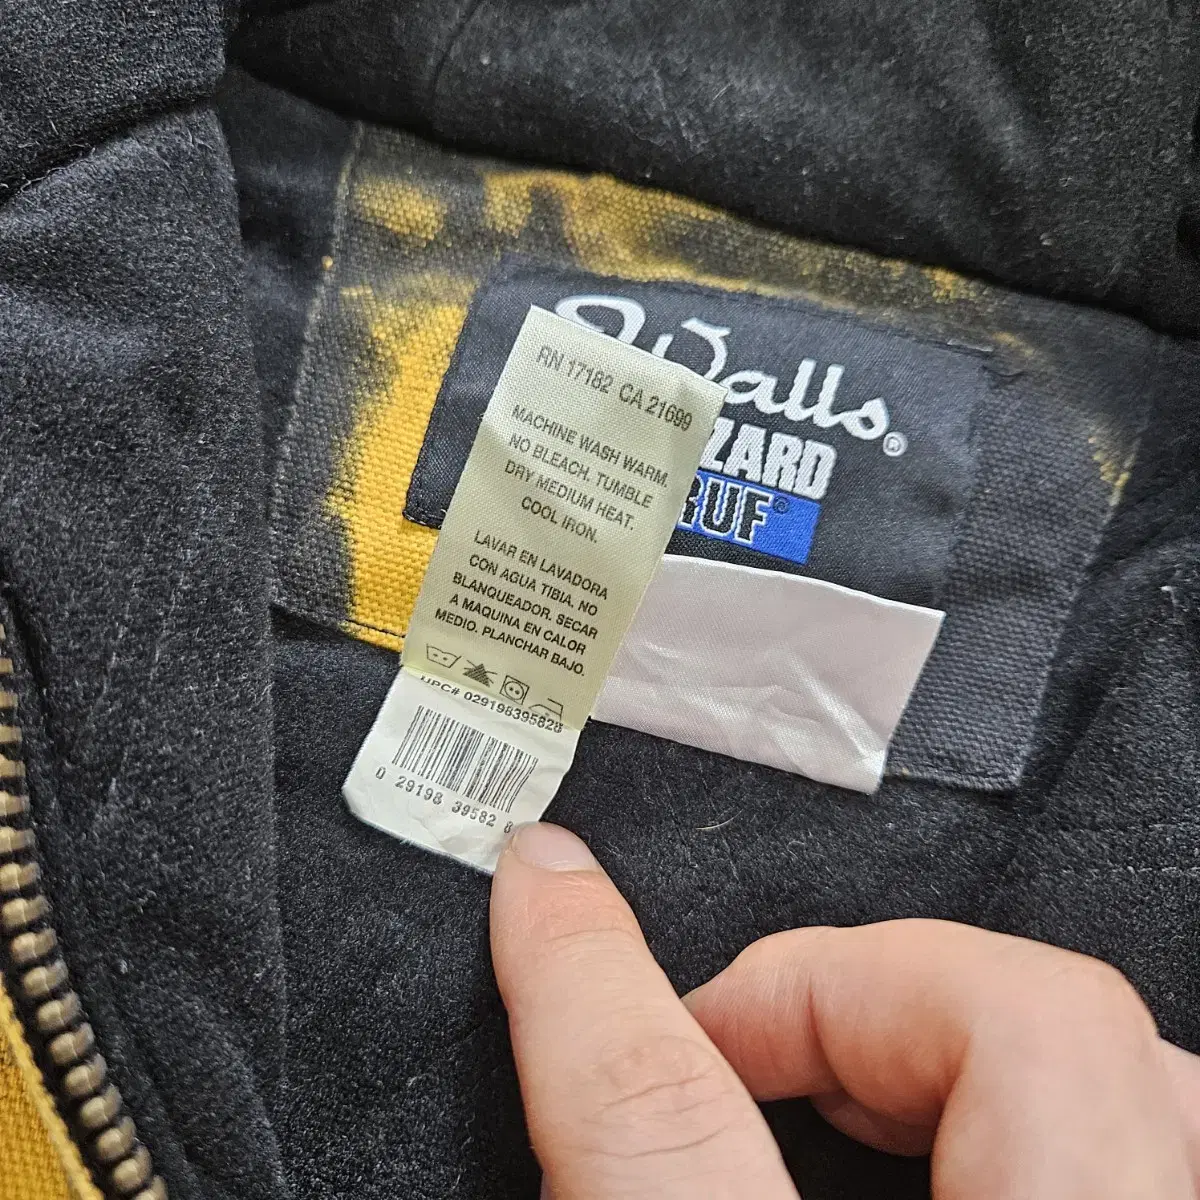 Walls®
ZARD
RUF®
RN 17182 CA 21699
MACHINE WASH WARM.
NO BLEACH. TUMBLE
DRY MEDIUM HEAT.
COOL IRON.
LAVAR EN LAVADORA
CON AGUA TIBIA. NO
BLANQUEADOR. SECAR
A MAQUINA EN CALOR
MEDIO. PLANCHAR BAJO.
UPC# 029198395828
0 29198 39582 8